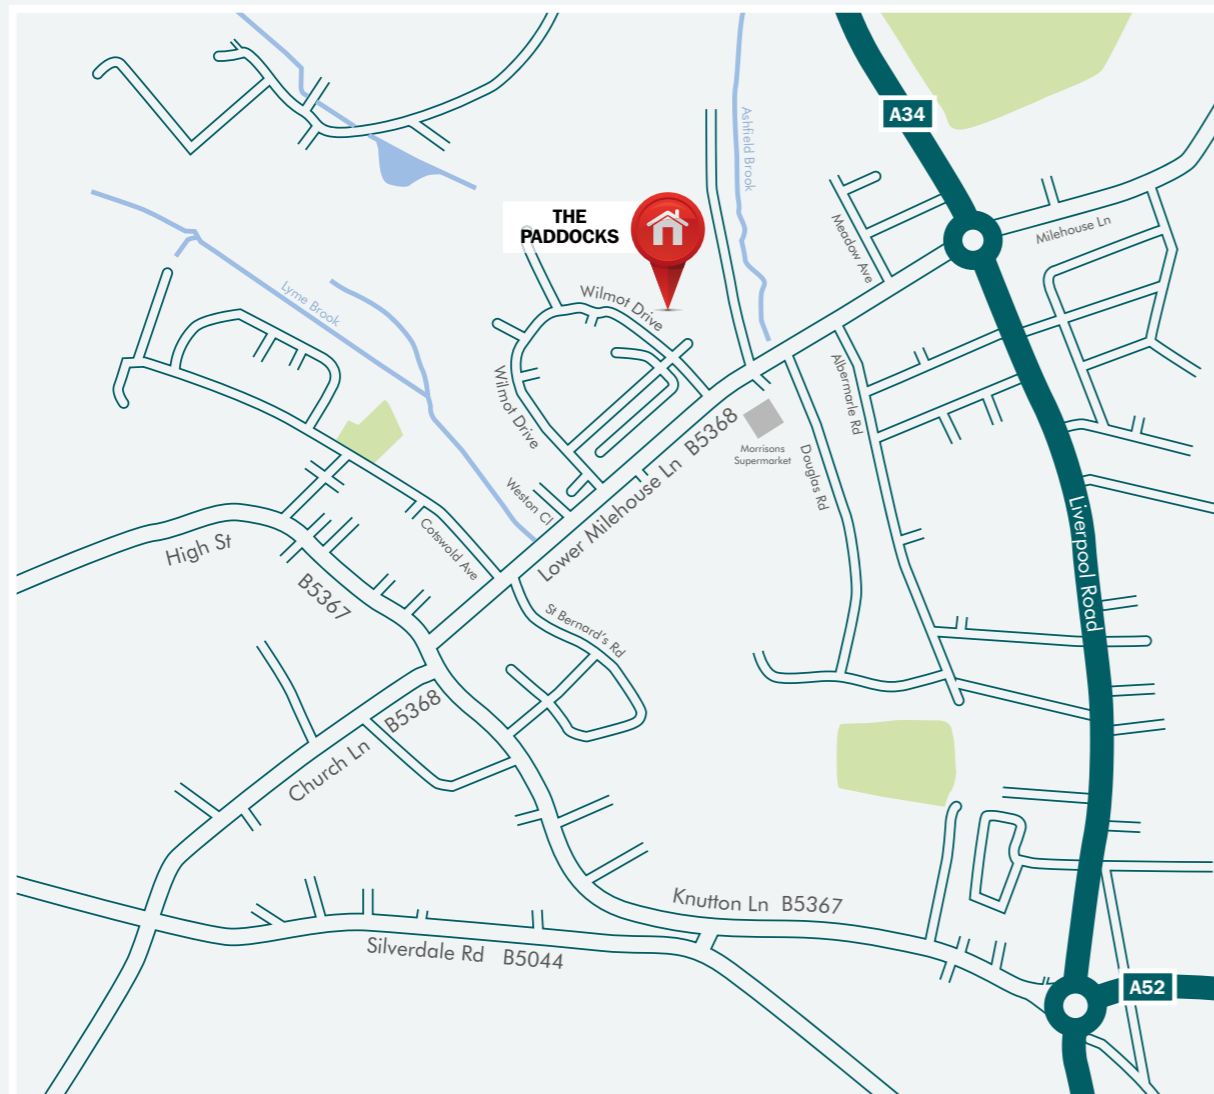 A34
Ashfield Brook
THE
PADDOCKS
Meadow Ave
Milehouse Ln
Lyme Brook
Wilmot Drive
Wilmot Drive
Albermarle Rd
Lower Milehouse Ln B5368
Morrisons
Supermarket
Douglas Rd
Weston Cl
Cotswold Ave
High St
B5367
Liverpool Road
St Bernard's Rd
Church Ln B5368
Knutton Ln B5367
Silverdale Rd B5044
A52